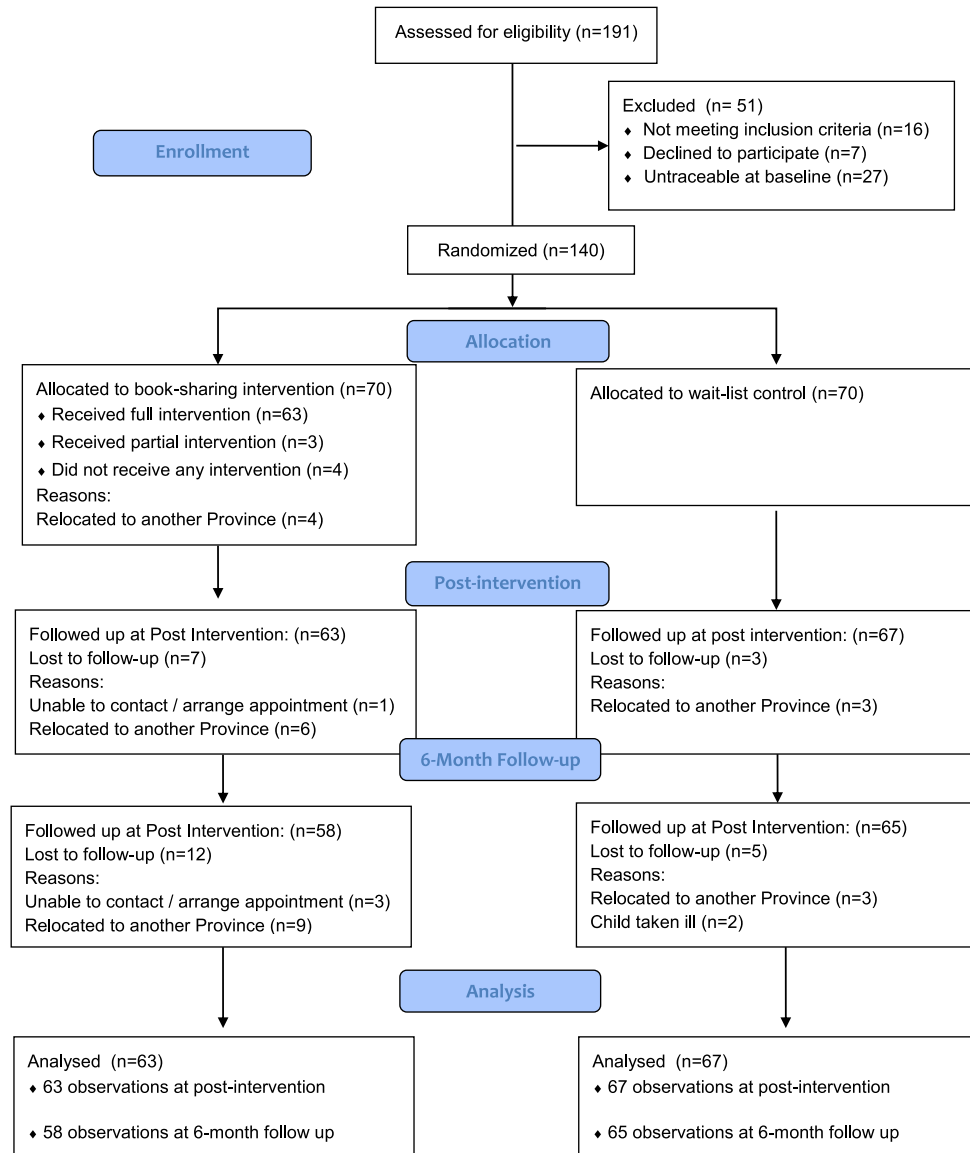 Assessed for eligibility (n=191)
Excluded (n= 51)
♦ Not meeting inclusion criteria (n=16)
♦ Declined to participate (n=7)
♦ Untraceable at baseline (n=27)
Enrollment
Randomized (n=140)
Allocation
Allocated to book-sharing intervention (n=70)
♦ Received full intervention (n=63)
♦ Received partial intervention (n=3)
♦ Did not receive any intervention (n=4)
Reasons:
Relocated to another Province (n=4)
Allocated to wait-list control (n=70)
Post-intervention
Followed up at Post Intervention: (n=63)
Lost to follow-up (n=7)
Reasons:
Unable to contact / arrange appointment (n=1)
Relocated to another Province (n=6)
Followed up at post intervention: (n=67)
Lost to follow-up (n=3)
Reasons:
Relocated to another Province (n=3)
6-Month Follow-up
Followed up at Post Intervention: (n=58)
Lost to follow-up (n=12)
Reasons:
Unable to contact / arrange appointment (n=3)
Relocated to another Province (n=9)
Followed up at Post Intervention: (n=65)
Lost to follow-up (n=5)
Reasons:
Relocated to another Province (n=3)
Child taken ill (n=2)
Analysis
Analysed (n=63)
♦ 63 observations at post-intervention
♦ 58 observations at 6-month follow up
Analysed (n=67)
♦ 67 observations at post-intervention
♦ 65 observations at 6-month follow up